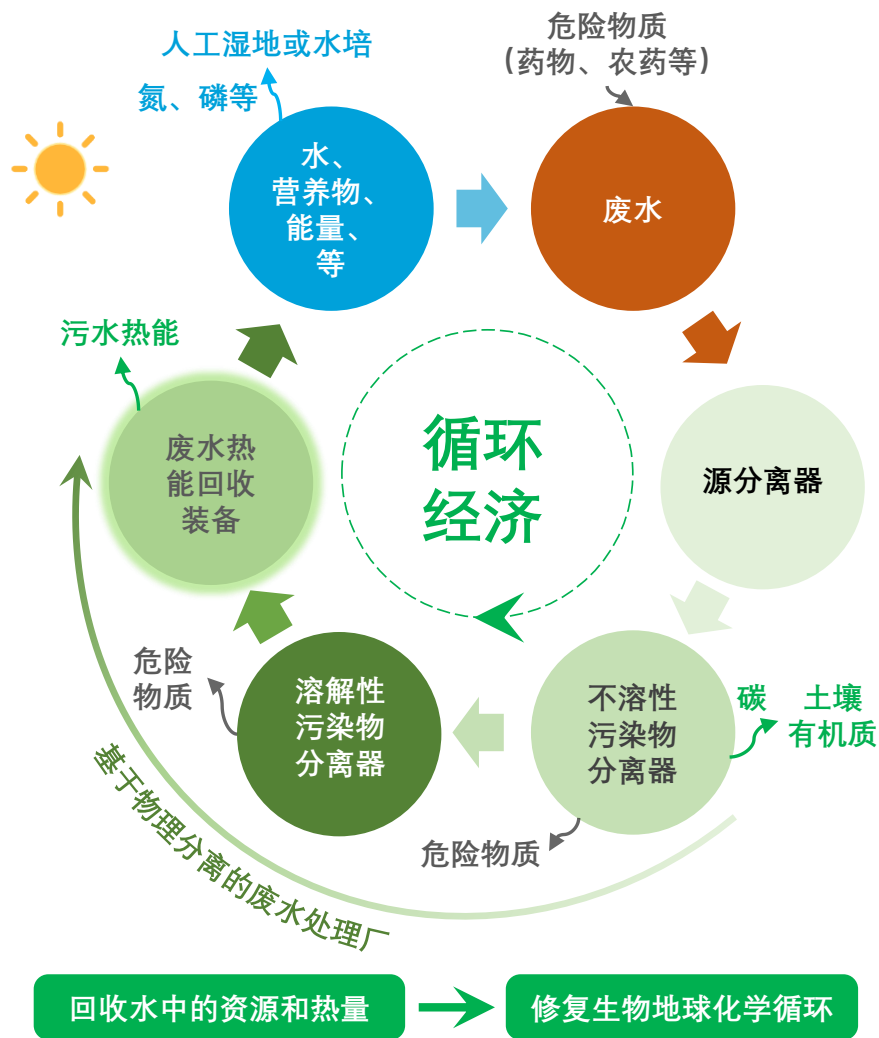 人工湿地或水培
氮、磷等
危险物质
(药物、农药等)
水、
营养物、
能量、
等
废水
污水热能
循环
经济
废水热
能回收
装备
源分离器
危险
物质
溶解性
污染物
分离器
不溶性
污染物
分离器
碳 土壤
有机质
危险物质
基于物理分离的废水处理厂
回收水中的资源和热量
修复生物地球化学循环